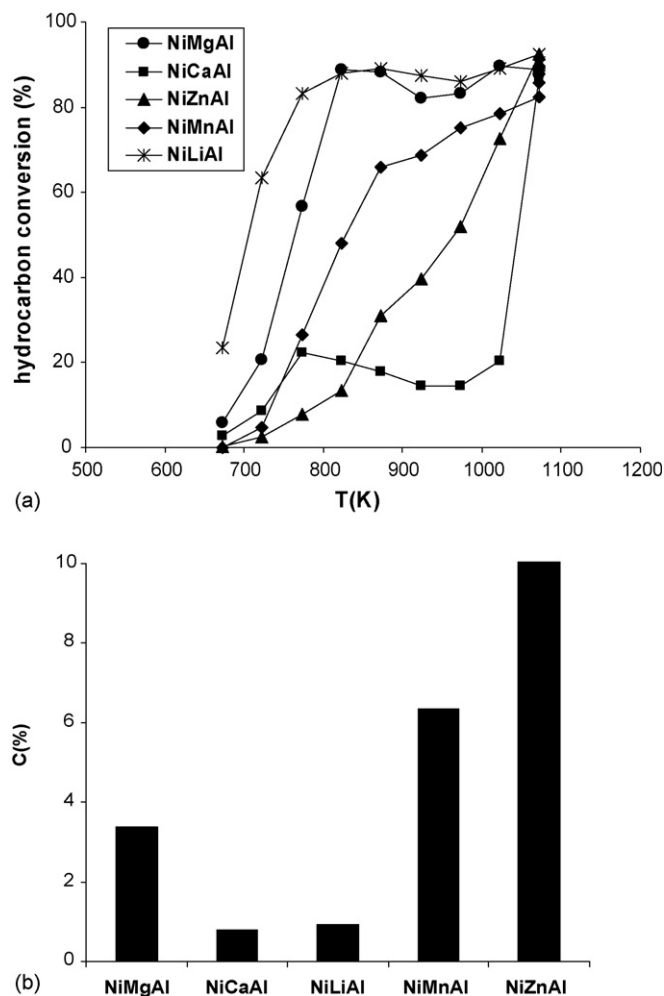 100
80
60
40
20
0
hydrocarbon conversion (%)
NiMgAl
NiCaAl
NiZnAl
NiMnAl
NiLiAl
500 600 700 800 900 1000 1100 1200
(a)
T(K)
10
8
6
4
2
0
C(%)
(b)
NiMgAl NiCaAl NiLiAl NiMnAl NiZnAl